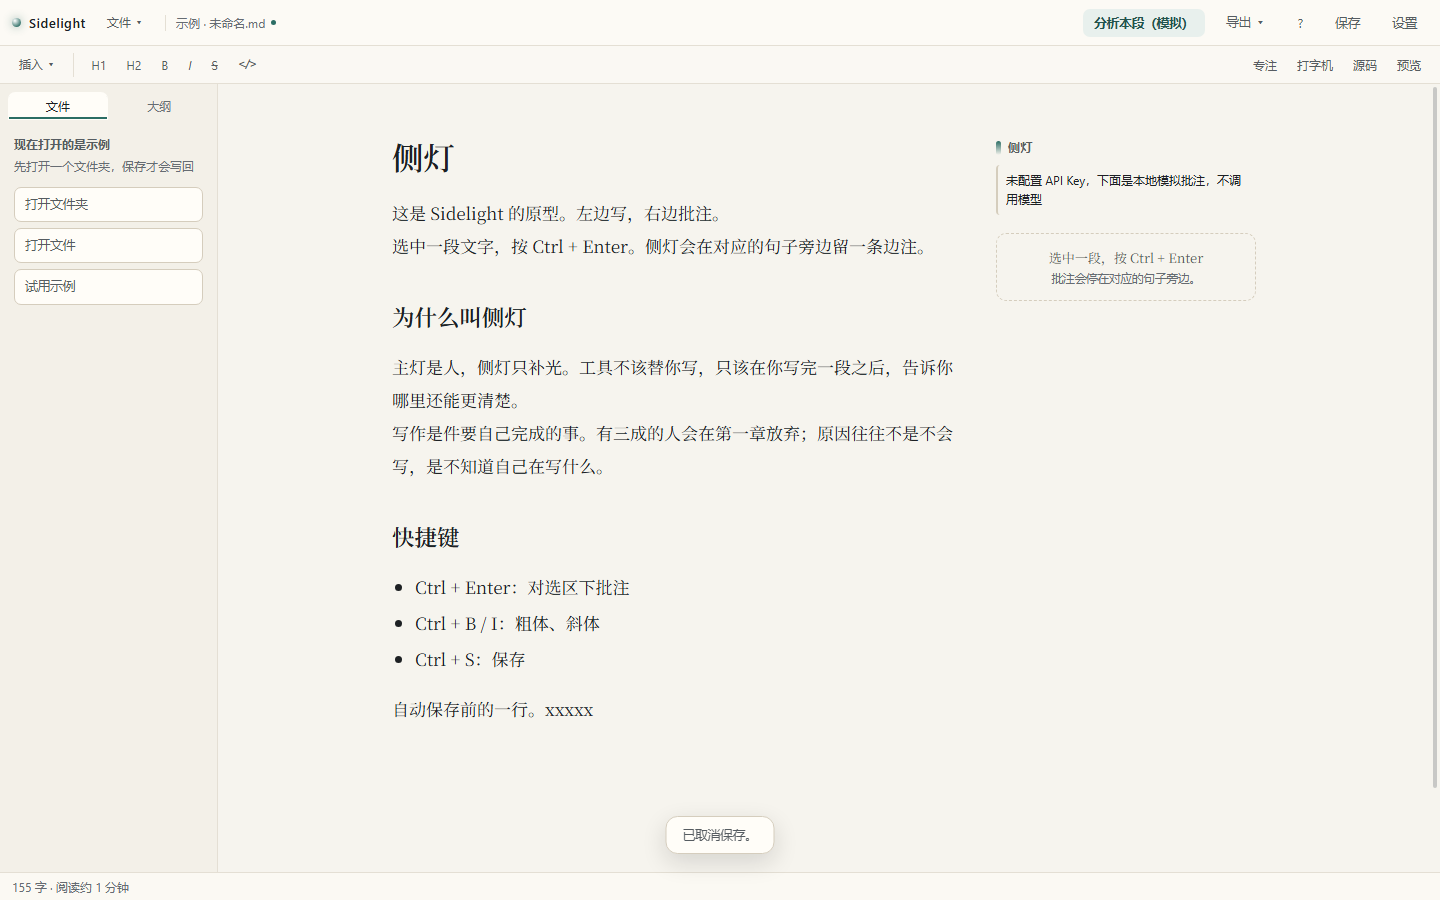 Sidelight 文件 示例 · 未命名.md 分析本段（模拟） 导出 ? 保存 设置
插入 H1 H2 B I S </> 专注 打字机 源码 预览
文件 大纲
现在打开的是示例
先打开一个文件夹，保存才会写回
打开文件夹
打开文件
试用示例
侧灯
这是 Sidelight 的原型。左边写，右边批注。
选中一段文字，按 Ctrl + Enter。侧灯会在对应的句子旁边留一条边注。
为什么叫侧灯
主灯是人，侧灯只补光。工具不该替你写，只该在你写完一段之后，告诉你
哪里还能更清楚。
写作是件要自己完成的事。有三成的人会在第一章放弃；原因往往不是不会
写，是不知道自己在写什么。
快捷键
Ctrl + Enter：对选区下批注
Ctrl + B / I：粗体、斜体
Ctrl + S：保存
自动保存前的一行。xxxxx
侧灯
未配置 API Key，下面是本地模拟批注，不调
用模型
选中一段，按 Ctrl + Enter
批注会停在对应的句子旁边。
已取消保存。
155 字 · 阅读约 1 分钟